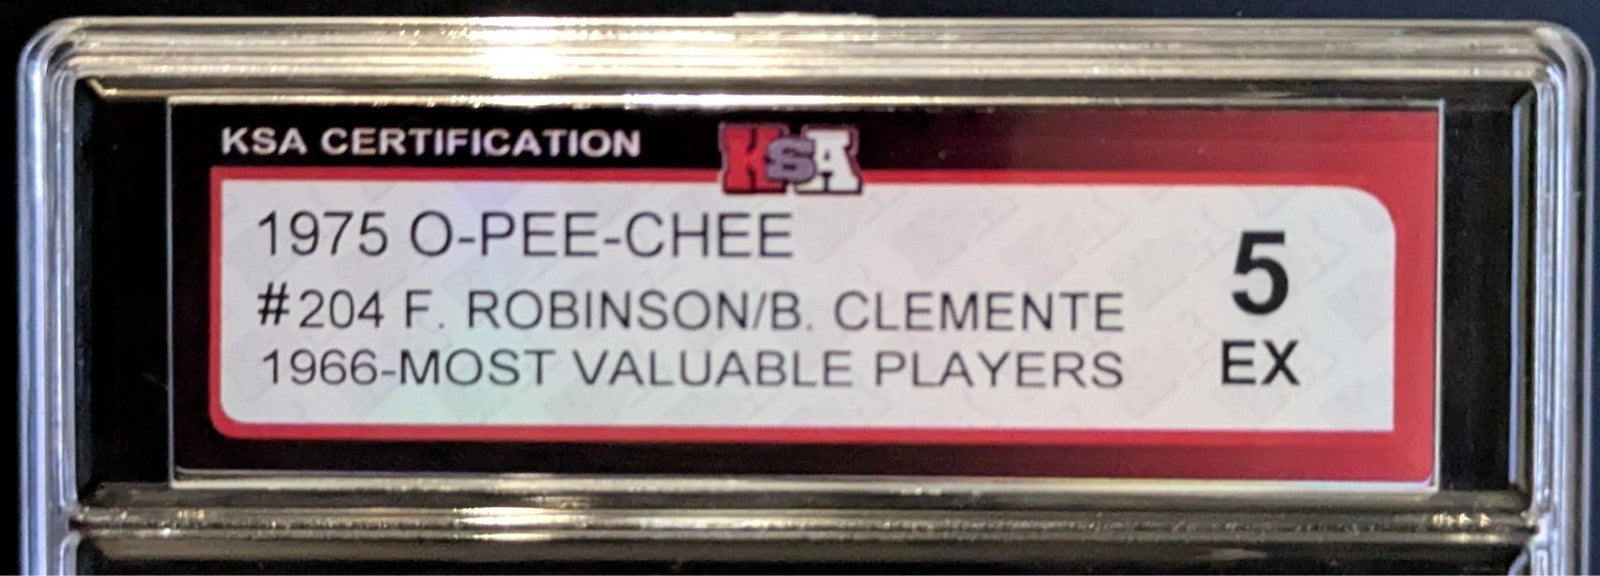 KSA CERTIFICATION
KSA
1975 O-PEE-CHEE
#204 F. ROBINSON/B. CLEMENTE
1966-MOST VALUABLE PLAYERS
5
EX